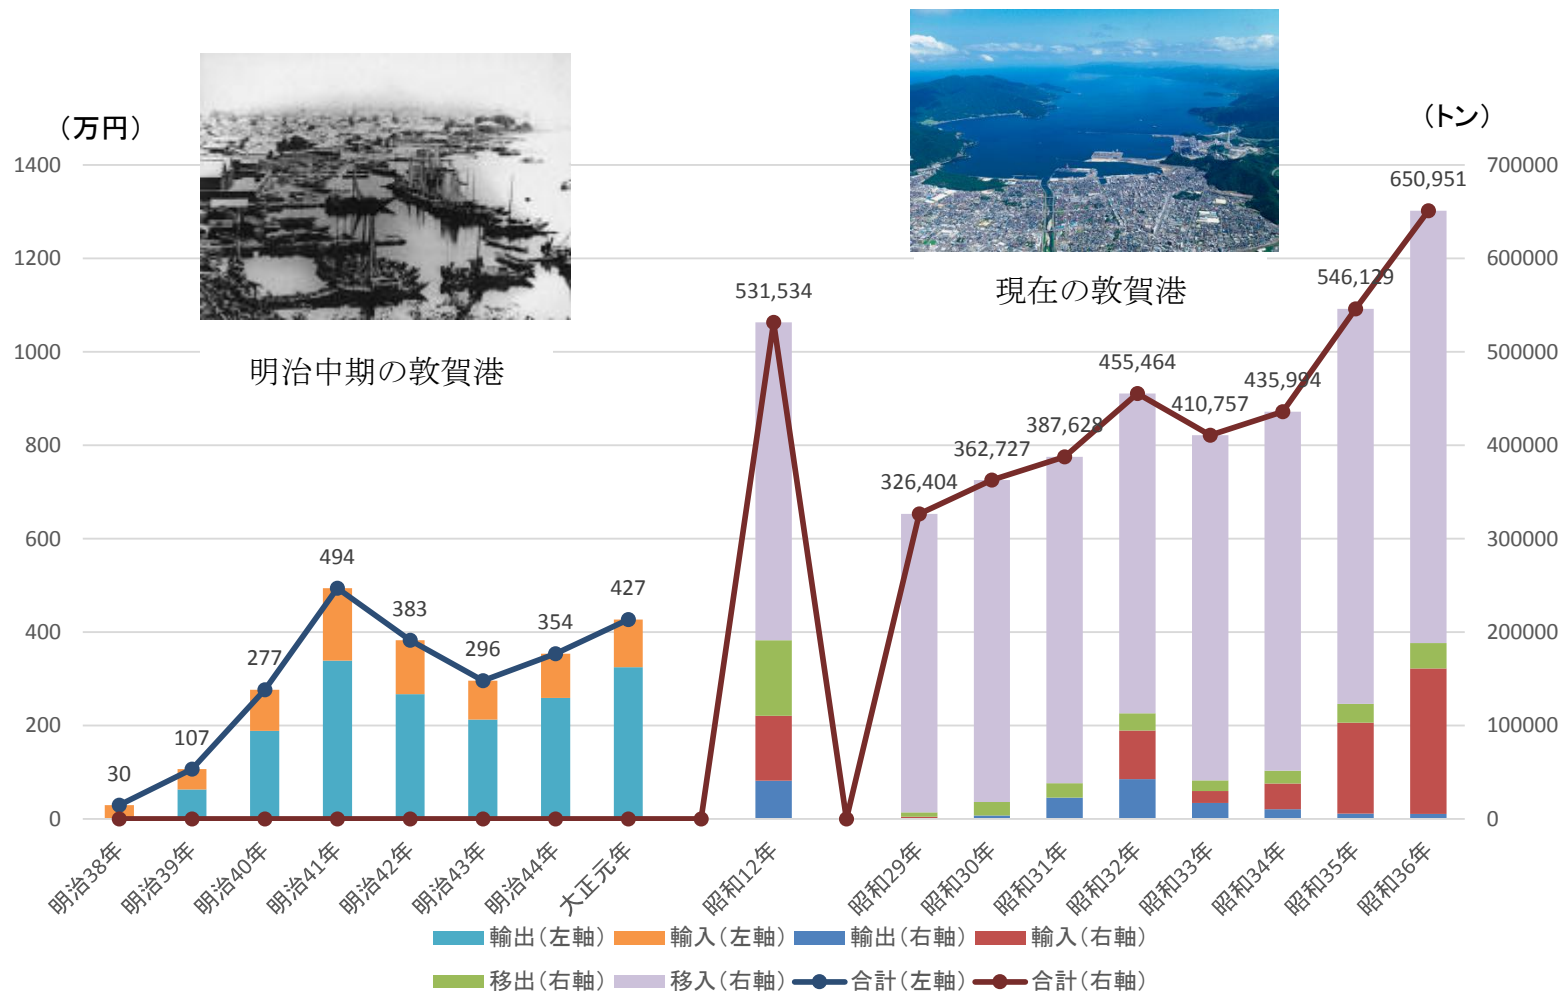 (万円)
(トン)
1400
1200
1000
800
600
400
200
0
700000
600000
500000
400000
300000
200000
100000
0
明治中期の敦賀港
現在の敦賀港
30
107
277
494
383
296
354
427
531,534
326,404
362,727
387,628
455,464
410,757
435,994
546,129
650,951
明治38年
明治39年
明治40年
明治41年
明治42年
明治43年
明治44年
大正元年
昭和12年
昭和29年
昭和30年
昭和31年
昭和32年
昭和33年
昭和34年
昭和35年
昭和36年
輸出(左軸) 輸入(左軸) 輸出(右軸) 輸入(右軸)
移出(右軸) 移入(右軸) 合計(左軸) 合計(右軸)